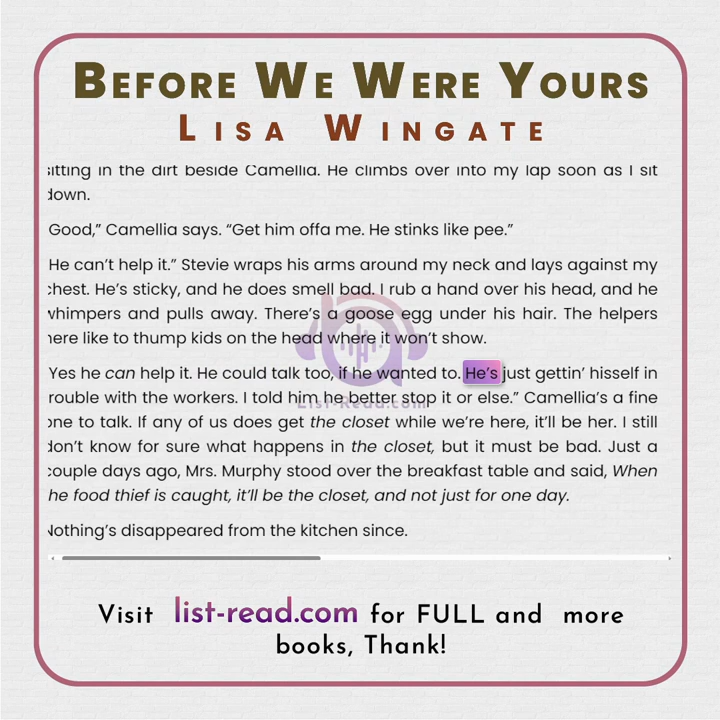 BEFORE WE WERE YOURS
LISA WINGATE
sitting in the dirt beside Camellia. He climbs over into my lap soon as I sit
down.
Good,” Camellia says. “Get him offa me. He stinks like pee.”
He can’t help it.” Stevie wraps his arms around my neck and lays against my
chest. He’s sticky, and he does smell bad. I rub a hand over his head, and he
whimpers and pulls away. There’s a goose egg under his hair. The helpers
here like to thump kids on the head where it won’t show.
Yes he can help it. He could talk too, if he wanted to. He’s just gettin’ hisself in
rouble with the workers. I told him he better stop it or else.” Camellia’s a fine
one to talk. If any of us does get the closet while we’re here, it’ll be her. I still
don’t know for sure what happens in the closet, but it must be bad. Just a
couple days ago, Mrs. Murphy stood over the breakfast table and said, When
he food thief is caught, it’ll be the closet, and not just for one day.
Nothing’s disappeared from the kitchen since.
List-Read.com
Visit list-read.com for FULL and more
books, Thank!